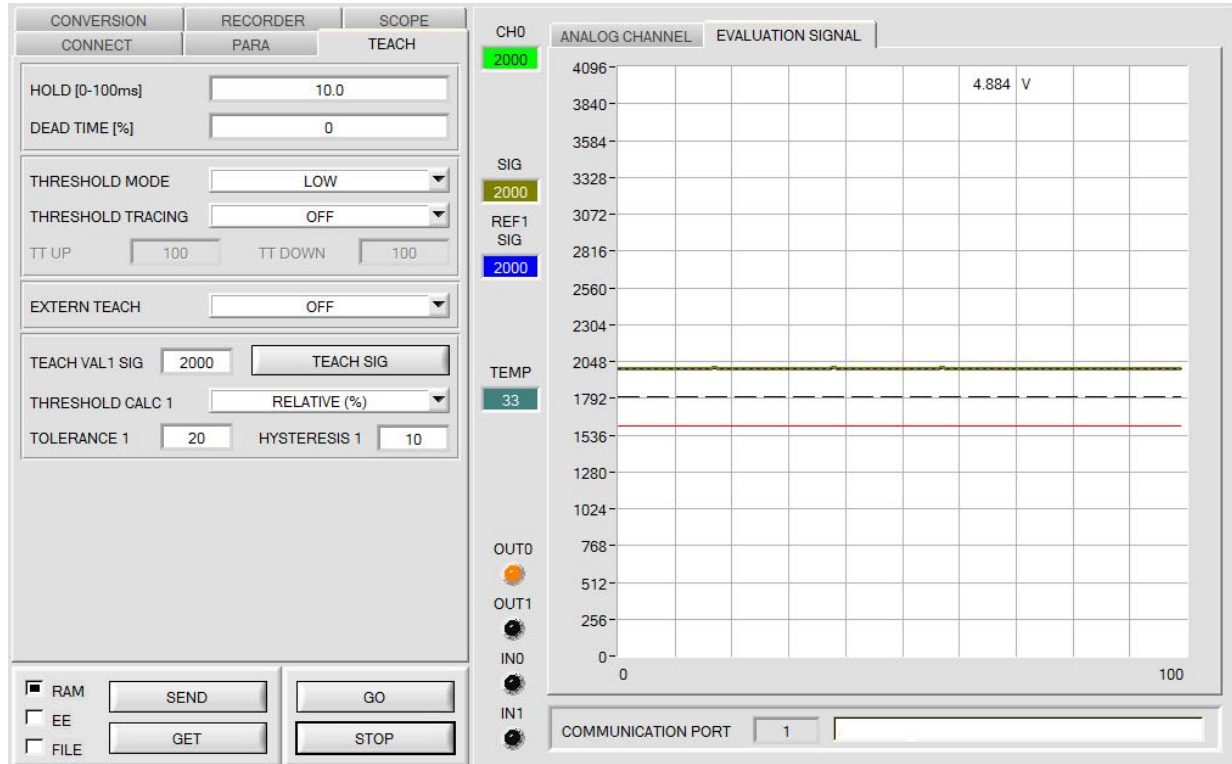 CONVERSION RECORDER SCOPE
CONNECT PARA TEACH
HOLD [0-100ms] 10.0
DEAD TIME [%] 0
THRESHOLD MODE LOW
THRESHOLD TRACING OFF
TT UP 100 TT DOWN 100
EXTERN TEACH OFF
TEACH VAL1 SIG 2000 TEACH SIG
THRESHOLD CALC 1 RELATIVE (%)
TOLERANCE 1 20 HYSTERESIS 1 10
RAM SEND GO
EE
GET STOP
FILE
CH0
2000
SIG
2000
REF1
SIG
2000
TEMP
33
OUT0
OUT1
IN0
IN1
ANALOG CHANNEL EVALUATION SIGNAL
4.884 V
4096
3840
3584
3328
3072
2816
2560
2304
2048
1792
1536
1280
1024
768
512
256
0
0 100
COMMUNICATION PORT 1